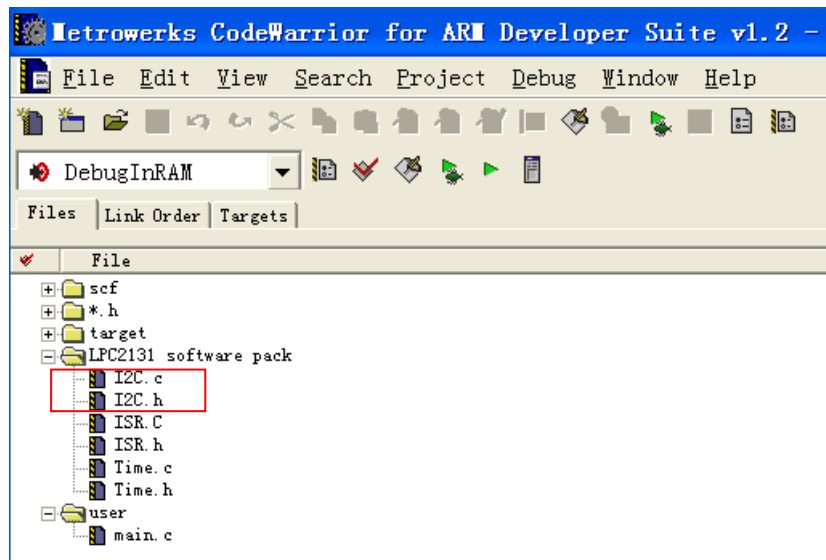 Metrowerks CodeWarrior for ARM Developer Suite v1.2 -
File Edit View Search Project Debug Window Help
DebugInRAM
Files Link Order Targets
File
scf
*.h
target
LPC2131 software pack
I2C.c
I2C.h
ISR.C
ISR.h
Time.c
Time.h
user
main.c